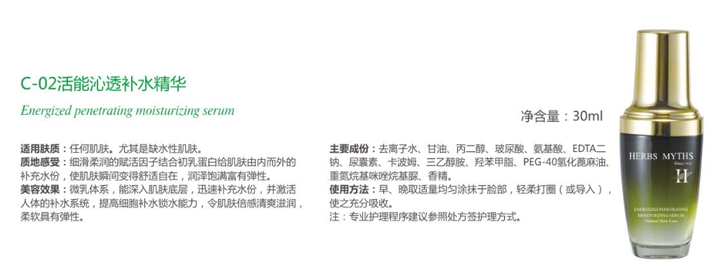 C-02活能沁透补水精华
Energized penetrating moisturizing serum
净含量：30ml
适用肤质：任何肌肤。尤其是缺水性肌肤。
质地感受：细滑柔润的赋活因子结合初乳蛋白给肌肤由内而外的
补充水份，使肌肤瞬间变得舒适自在，润泽饱满富有弹性。
美容效果：微乳体系，能深入肌肤底层，迅速补充水份，并激活
人体的补水系统，提高细胞补水锁水能力，令肌肤倍感清爽滋润，
柔软具有弹性。
主要成份：去离子水、甘油、丙二醇、玻尿酸、氨基酸、EDTA二
钠、尿囊素、卡波姆、三乙醇胺、羟苯甲脂、PEG-40氢化蓖麻油、
重氮烷基咪唑烷基脲、香精。
使用方法：早、晚取适量均匀涂抹于脸部，轻柔打圈（或导入），
使之充分吸收。
注：专业护理程序建议参照处方签护理方式。
HERBS MYTHS
Since
H
ENERGIZED PENETRATING
MOISTURIZING SERUM
Natural Skin Care